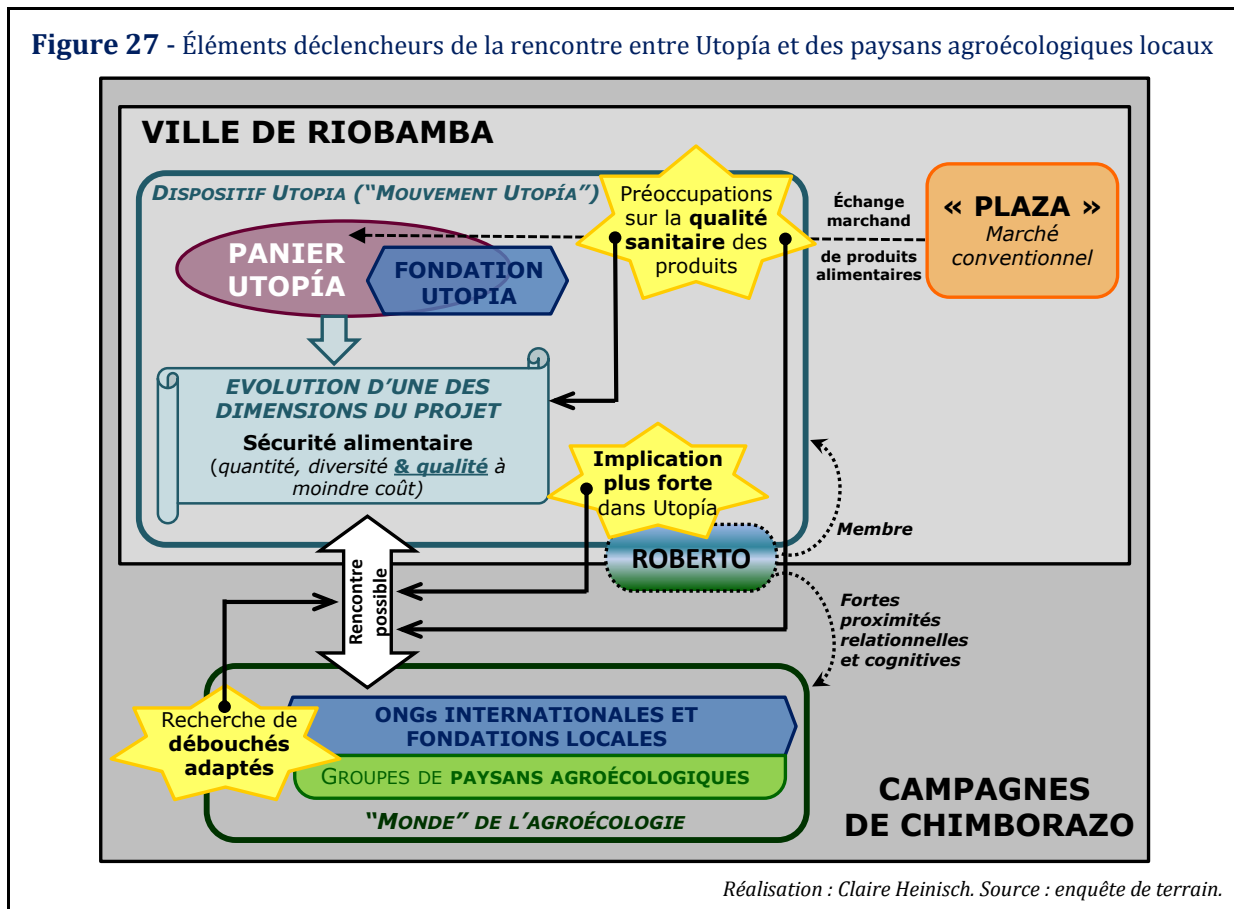 Figure 27 - Éléments déclencheurs de la rencontre entre Utopía et des paysans agroécologiques locaux
VILLE DE RIOBAMBA
DISPOSITIF UTOPIA ("MOUVEMENT UTOPÍA")
Préoccupations
sur la qualité
sanitaire des
produits
Échange
marchand
de produits
alimentaires
« PLAZA »
Marché
conventionnel
PANIER
UTOPÍA
FONDATION
UTOPIA
EVOLUTION D'UNE DES
DIMENSIONS DU PROJET
Sécurité alimentaire
(quantité, diversité & qualité à
moindre coût)
Implication
plus forte
dans Utopía
ROBERTO
Membre
Rencontre
possible
Fortes
proximités
relationnelles
et cognitives
Recherche de
débouchés
adaptés
ONGS INTERNATIONALES ET
FONDATIONS LOCALES
GROUPES DE PAYSANS AGROÉCOLOGIQUES
"MONDE" DE L'AGROÉCOLOGIE
CAMPAGNES
DE CHIMBORAZO
Réalisation : Claire Heinisch. Source : enquête de terrain.